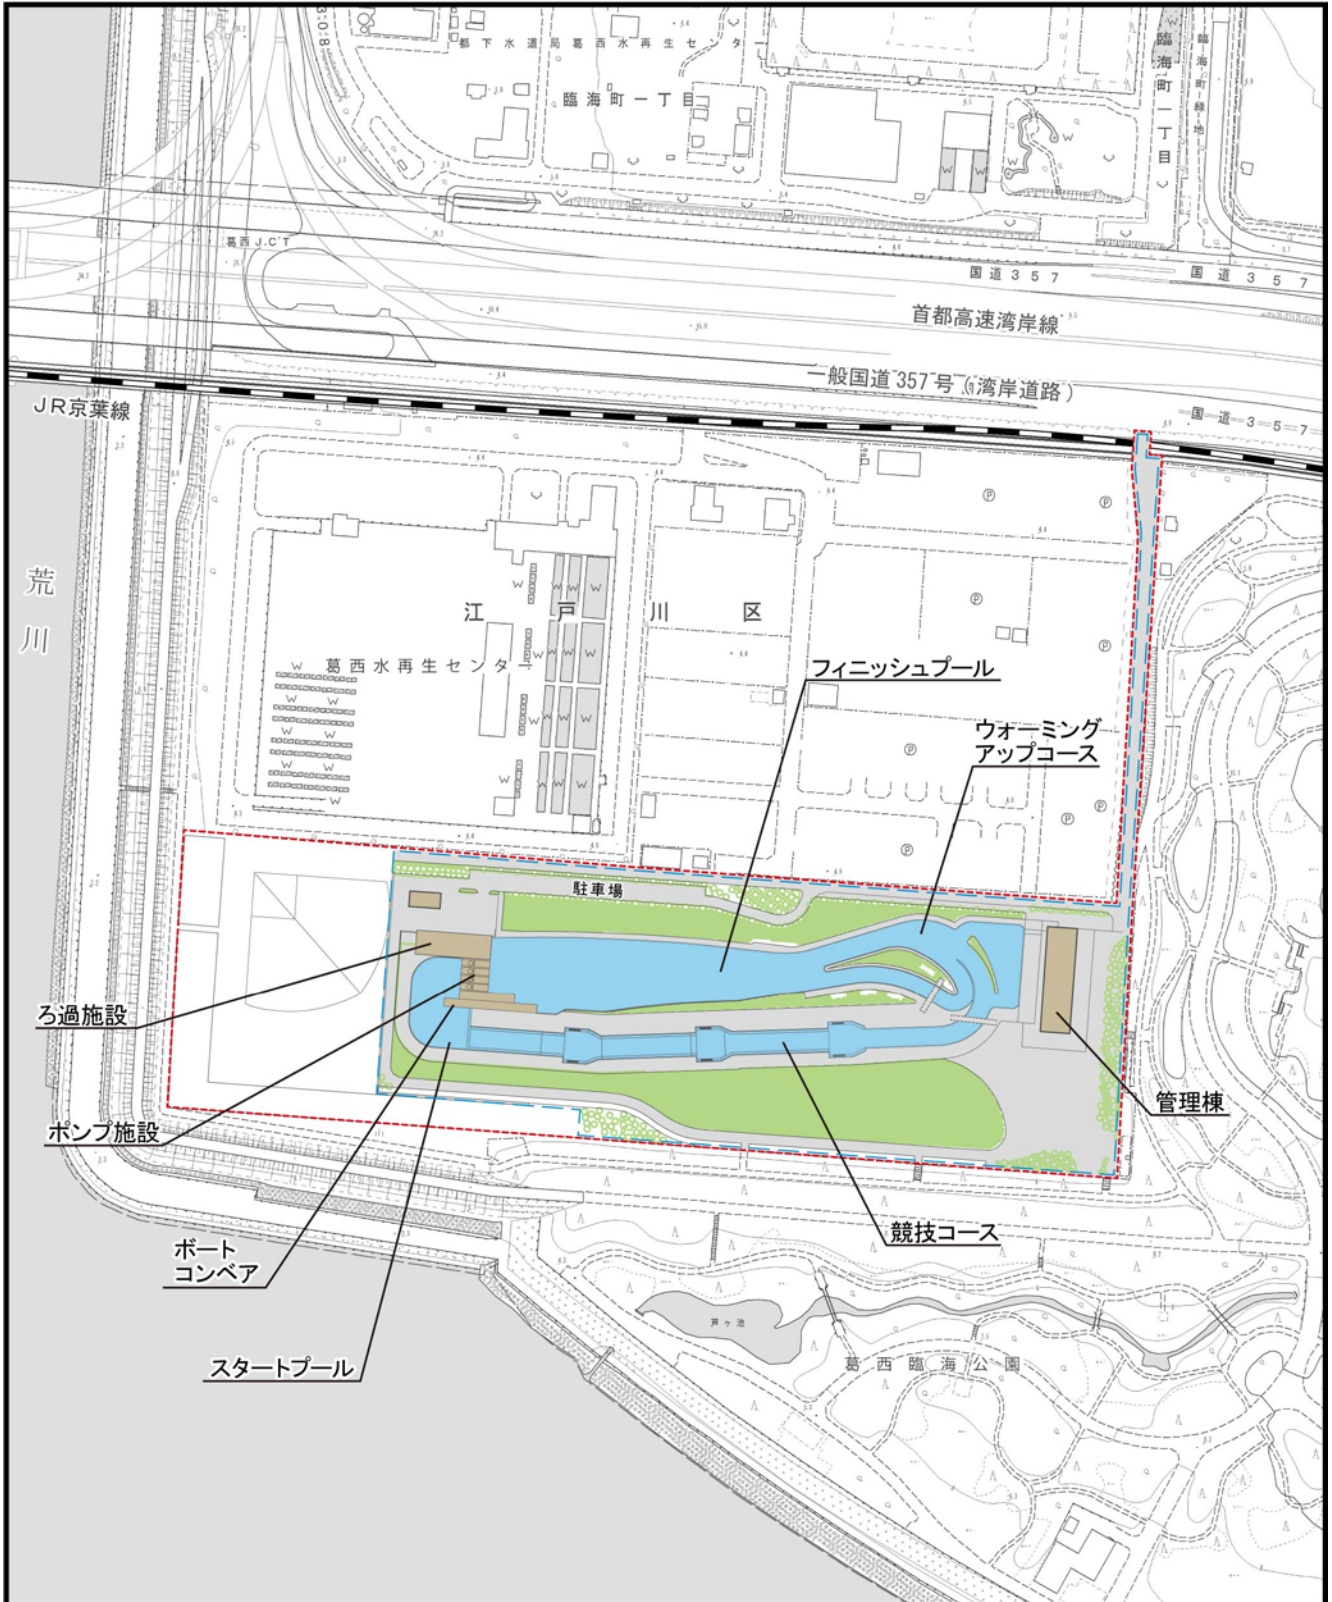 都下水道局葛西水再生センター
臨海町一丁目
臨海町一丁目
臨海町緑地
葛西J.C.T
国道357
国道357
首都高速湾岸線
一般国道357号(湾岸道路)
国道357
JR京葉線
荒川
江戸川区
葛西水再生センター
フィニッシュプール
ウォーミング
アップコース
駐車場
ろ過施設
ポンプ施設
管理棟
ボート
コンベア
競技コース
スタートプール
芦ヶ池
葛西臨海公園